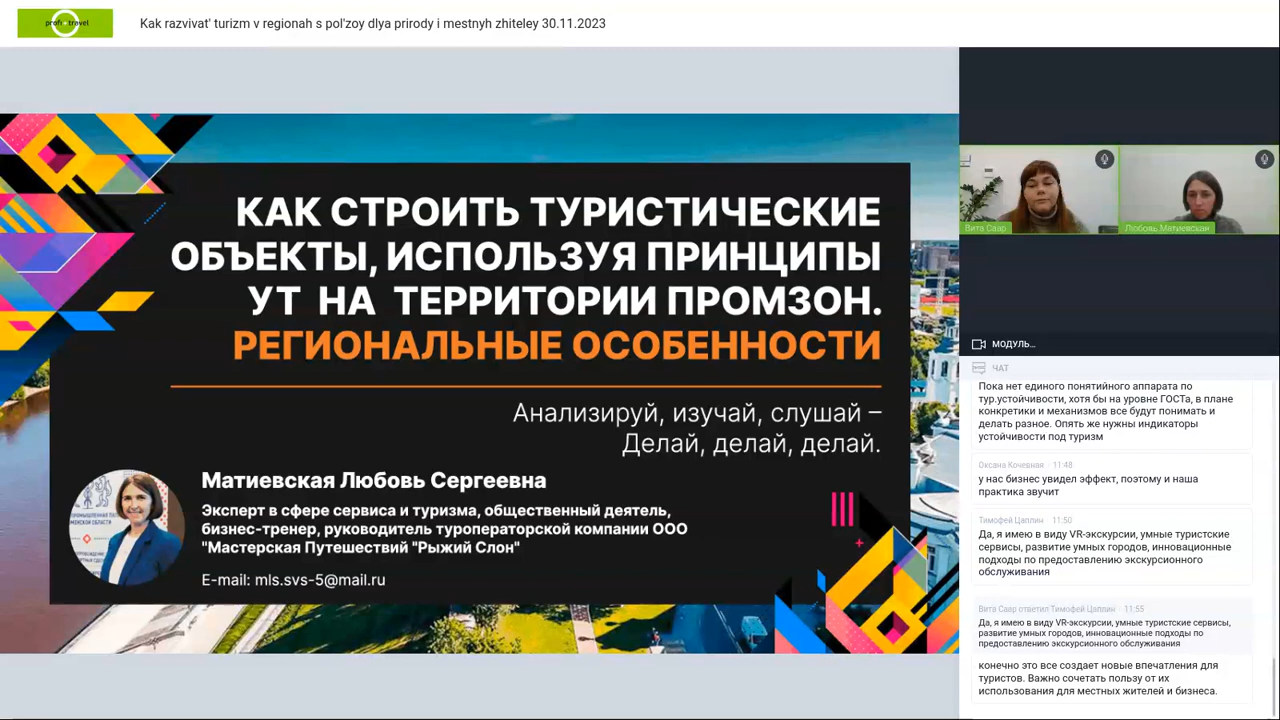 profi travel
Kak razvivat' turizm v regionah s pol'zoy dlya prirody i mestnyh zhiteley 30.11.2023
КАК СТРОИТЬ ТУРИСТИЧЕСКИЕ
ОБЪЕКТЫ, ИСПОЛЬЗУЯ ПРИНЦИПЫ
УТ НА ТЕРРИТОРИИ ПРОМЗОН.
РЕГИОНАЛЬНЫЕ ОСОБЕННОСТИ
Анализируй, изучай, слушай –
Делай, делай, делай.
Матиевская Любовь Сергеевна
Эксперт в сфере сервиса и туризма, общественный деятель,
бизнес-тренер, руководитель туроператорской компании ООО
"Мастерская Путешествий "Рыжий Слон"
E-mail: mls.svs-5@mail.ru
Вита Саар
Любовь Матиевская
МОДУЛЬ...
ЧАТ
Пока нет единого понятийного аппарата по
тур.устойчивости, хотя бы на уровне ГОСТа, в плане
конкретики и механизмов все будут понимать и
делать разное. Опять же нужны индикаторы
устойчивости под туризм
Оксана Кочевная 11:48
у нас бизнес увидел эффект, поэтому и наша
практика звучит
Тимофей Цаплин 11:50
Да, я имею в виду VR-экскурсии, умные туристские
сервисы, развитие умных городов, инновационные
подходы по предоставлению экскурсионного
обслуживания
Вита Саар ответил Тимофей Цаплин 11:55
Да, я имею в виду VR-экскурсии, умные туристские сервисы,
развитие умных городов, инновационные подходы по
предоставлению экскурсионного обслуживания
конечно это все создает новые впечатления для
туристов. Важно сочетать пользу от их
использования для местных жителей и бизнеса.